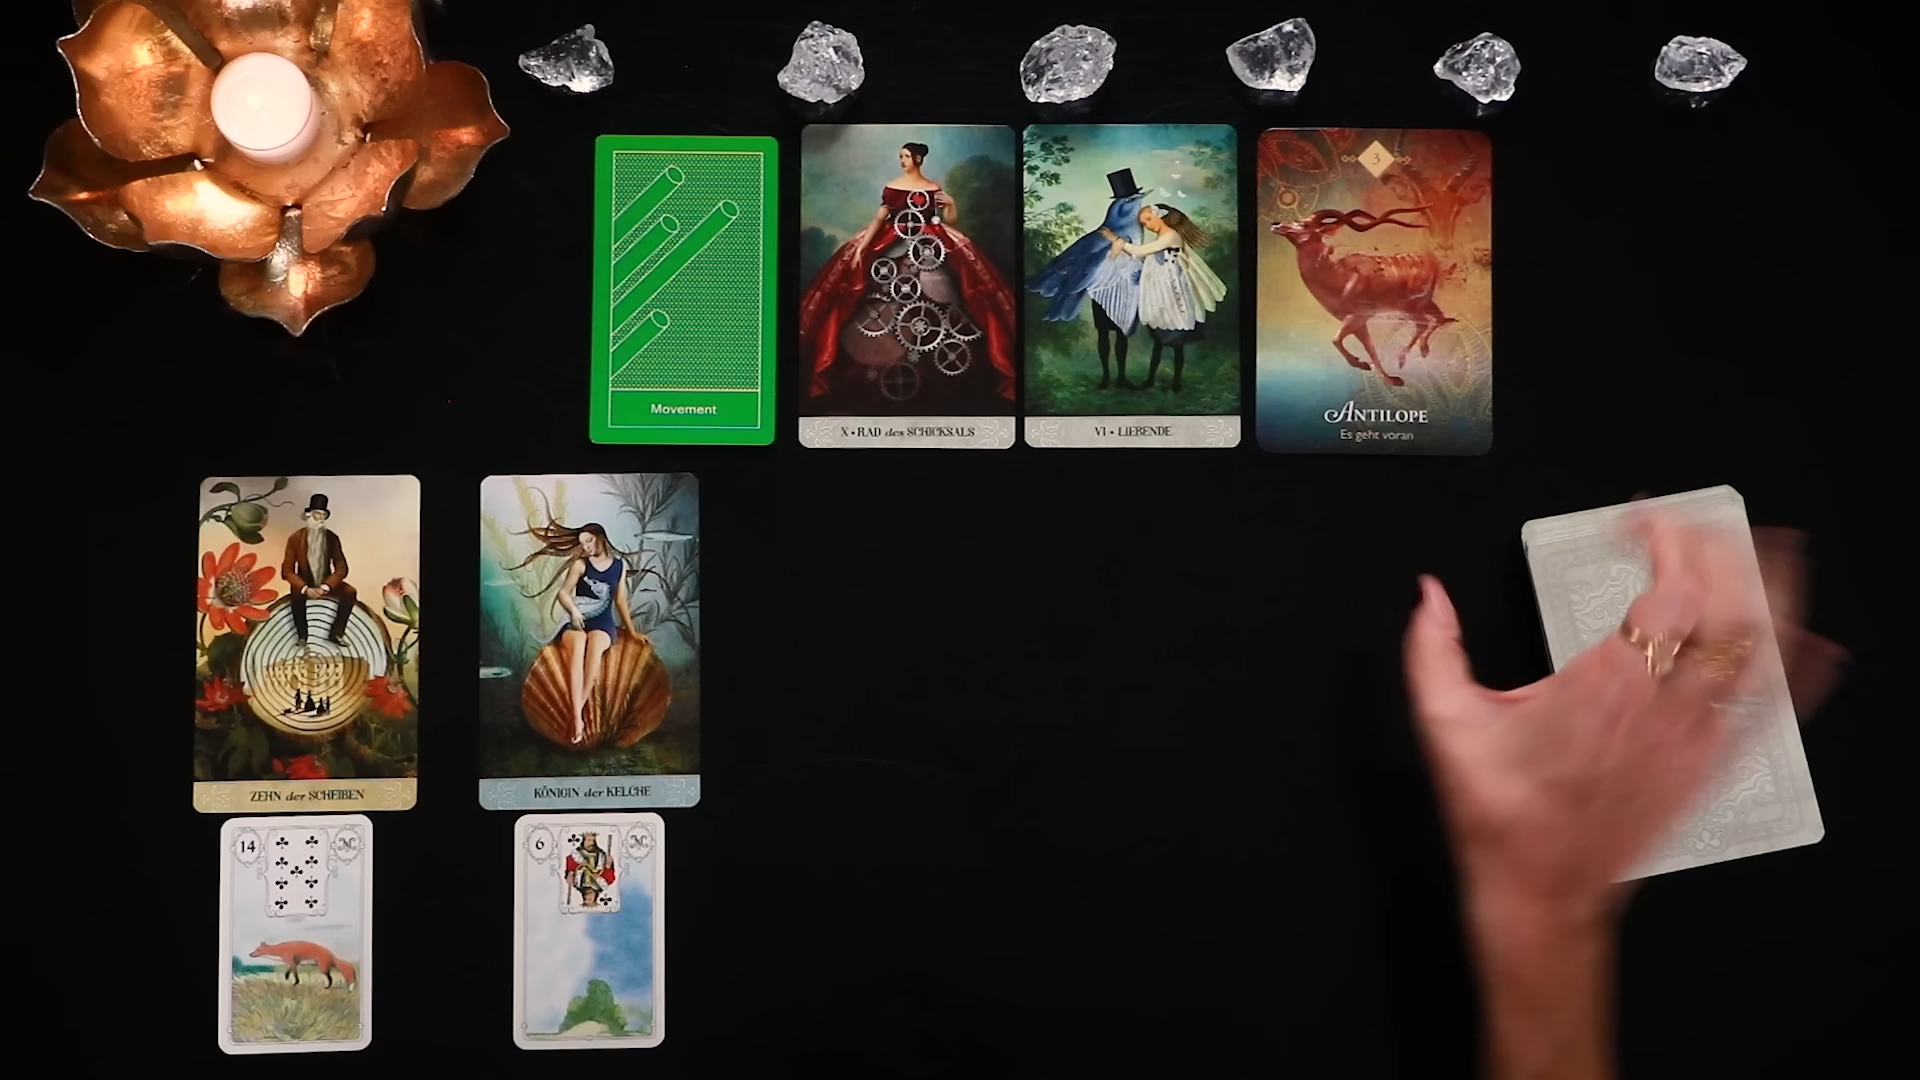 Movement
X • RAD des SCHICKSALS
VI • LIEBENDE
3
ANTILOPE
Es geht voran
ZEHN der SCHEIBEN
KÖNIGIN der KELCHE
14
6